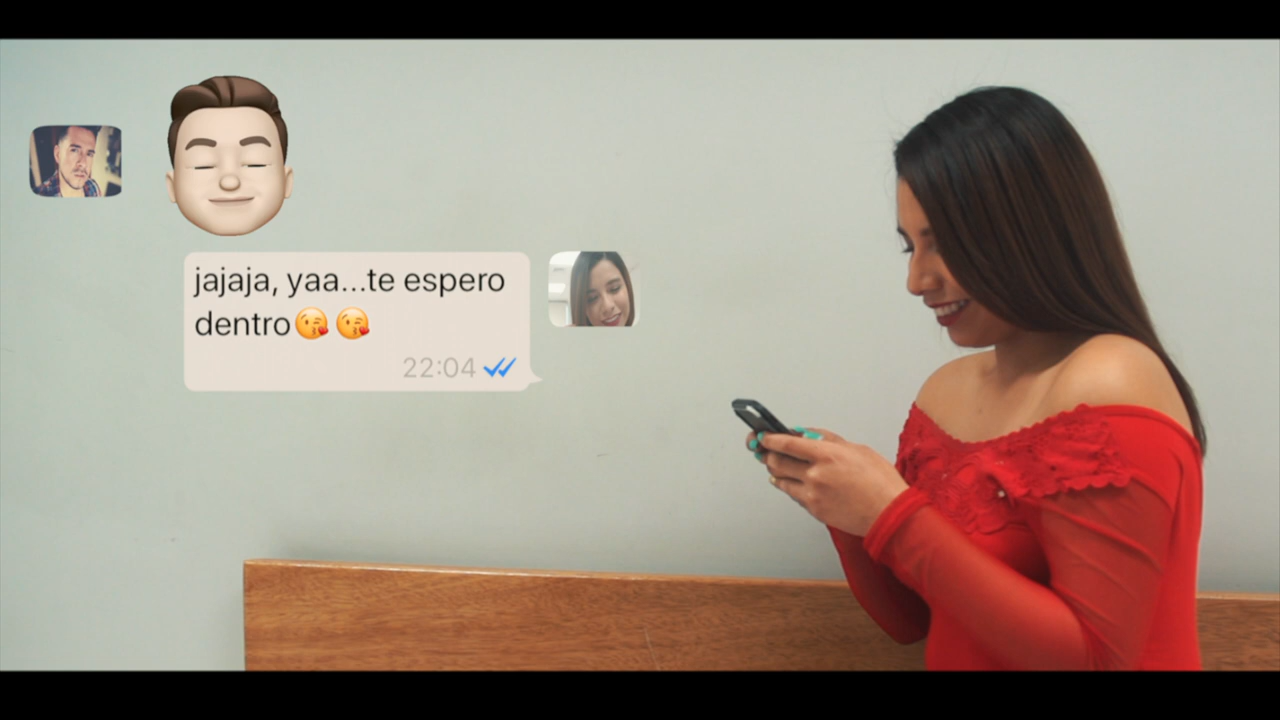 jajaja, yaa...te espero
dentro😘😘
22:04